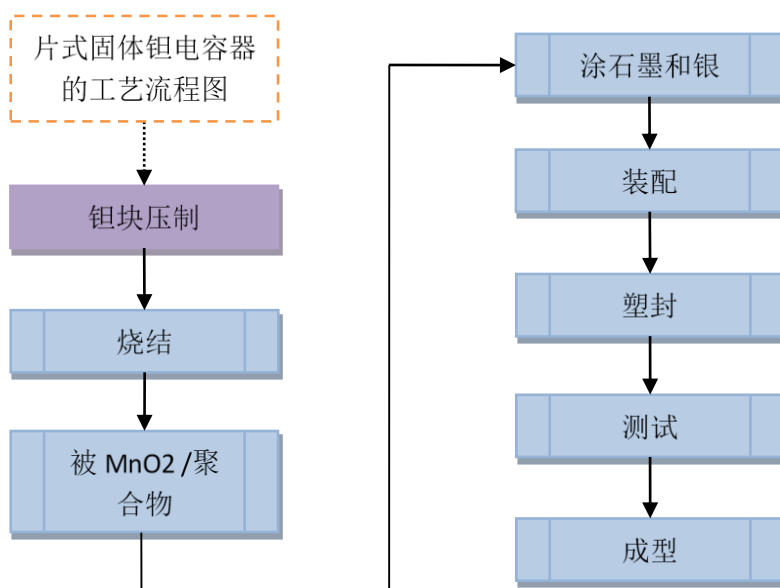 片式固体钽电容器
的工艺流程图
钽块压制
烧结
被 MnO2 /聚
合物
涂石墨和银
装配
塑封
测试
成型